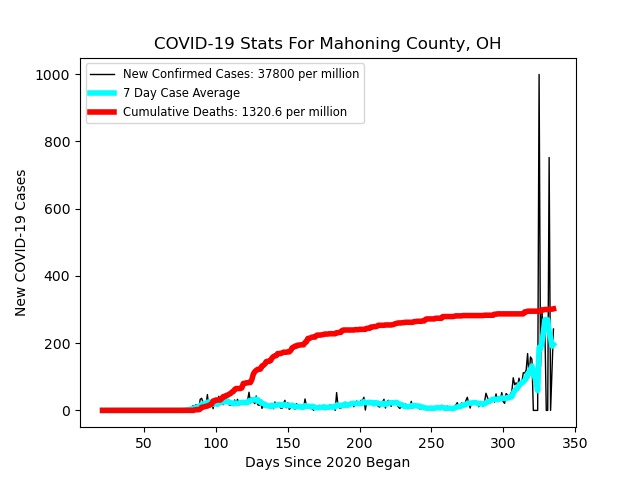 COVID-19 Stats For Mahoning County, OH
New Confirmed Cases: 37800 per million
7 Day Case Average
Cumulative Deaths: 1320.6 per million
New COVID-19 Cases
1000
800
600
400
200
0
50 100 150 200 250 300 350
Days Since 2020 Began